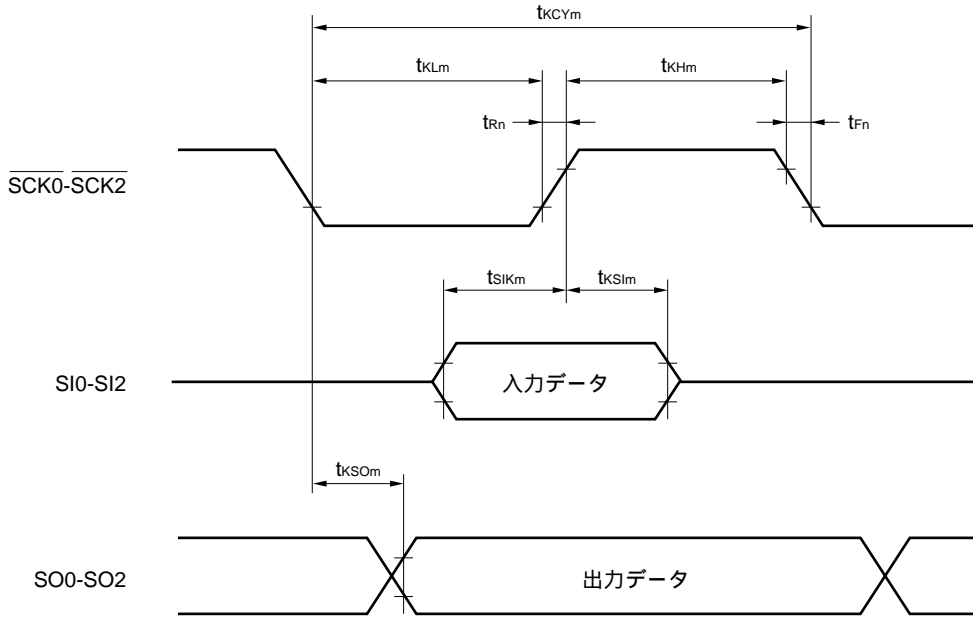 tKCYm
tKLm
tKHm
tRn
tFn
SCK0-SCK2
tSIKm
tKSIm
SI0-SI2
入力データ
tKSOm
SO0-SO2
出力データ